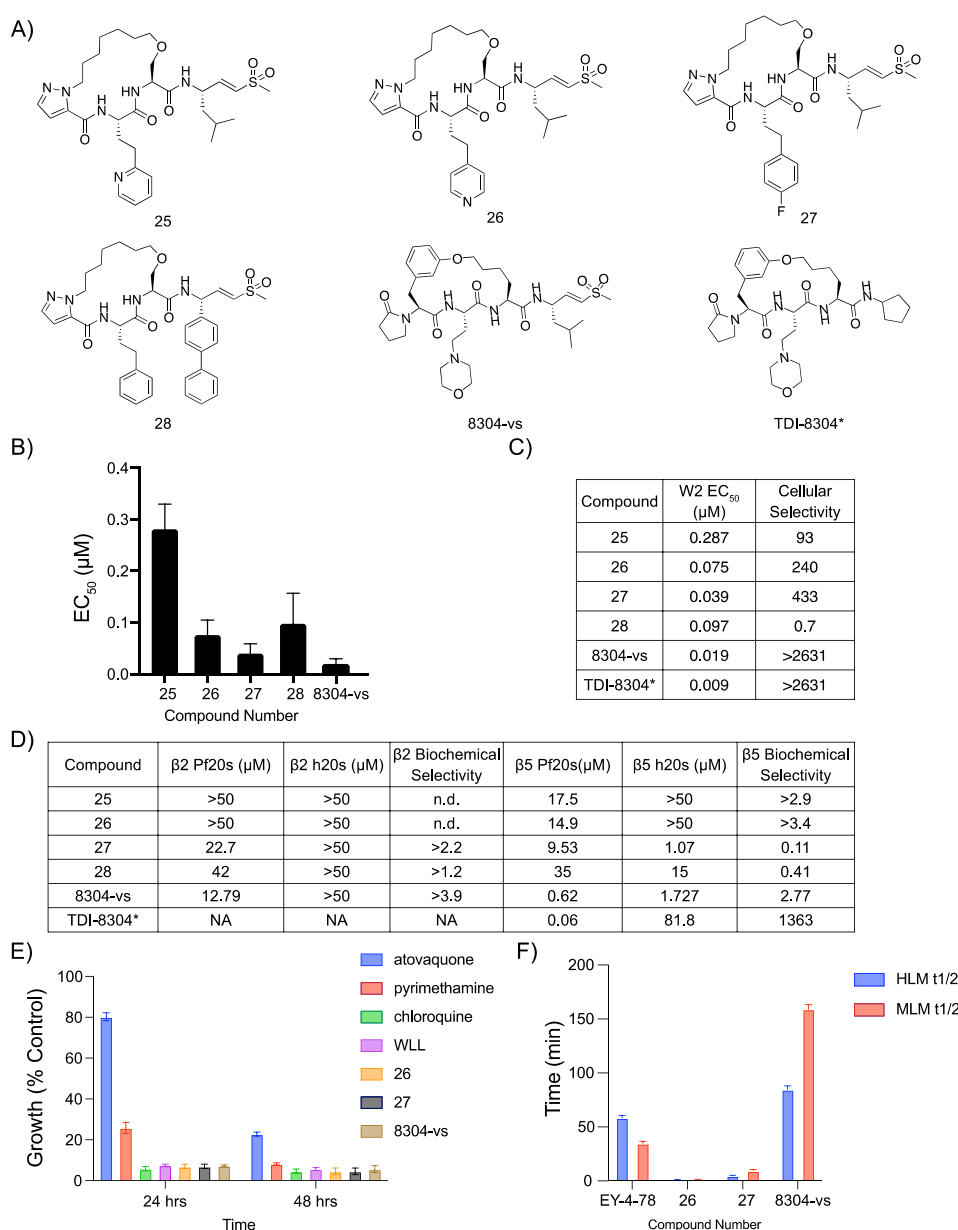 A)
O
O
O
S
H
N
HN
O
N
N
H
N
O
O
N
25
O
O
O
S
H
N
HN
O
N
N
H
N
O
O
N
26
O
O
O
S
H
N
HN
O
N
N
H
N
O
O
F
27
O
O
O
S
H
N
HN
O
N
N
H
N
O
O
28
O
O
O
S
O
H
N
O
H
N
N
O
N
H
O
N
O
8304-vs
O
O
H
N
O
HN
N
O
N
H
O
N
O
TDI-8304*
B)
EC50 (µM)
0.4
0.3
0.2
0.1
0.0
25 26 27 28 8304-vs
Compound Number
C)
Compound W2 EC50 (µM) Cellular Selectivity
25 0.287 93
26 0.075 240
27 0.039 433
28 0.097 0.7
8304-vs 0.019 >2631
TDI-8304* 0.009 >2631
D)
Compound β2 Pf20s (µM) β2 h20s (µM) β2 Biochemical Selectivity β5 Pf20s(µM) β5 h20s (µM) β5 Biochemical Selectivity
25 >50 >50 n.d. 17.5 >50 >2.9
26 >50 >50 n.d. 14.9 >50 >3.4
27 22.7 >50 >2.2 9.53 1.07 0.11
28 42 >50 >1.2 35 15 0.41
8304-vs 12.79 >50 >3.9 0.62 1.727 2.77
TDI-8304* NA NA NA 0.06 81.8 1363
E)
Growth (% Control)
100
80
60
40
20
0
24 hrs 48 hrs
Time
atovaquone
pyrimethamine
chloroquine
WLL
26
27
8304-vs
F)
Time (min)
200
150
100
50
0
EY-4-78 26 27 8304-vs
Compound Number
HLM t1/2
MLM t1/2